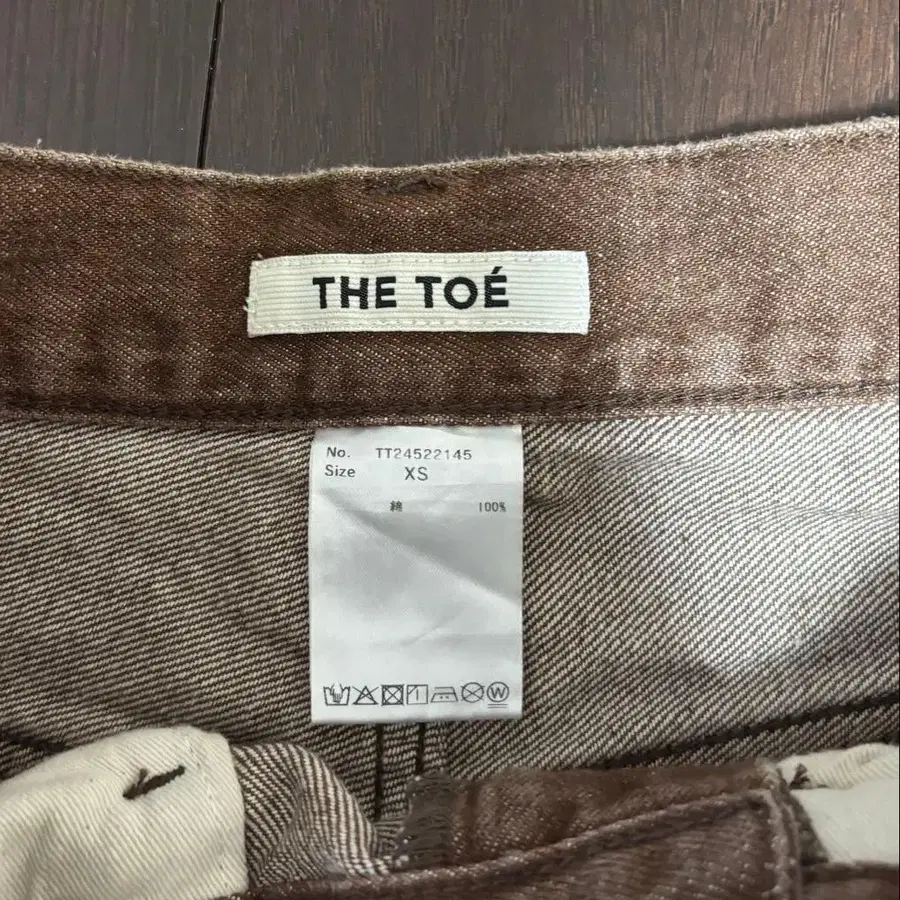 THE TOÉ
No. TT24522145
Size XS
綿 100%
W